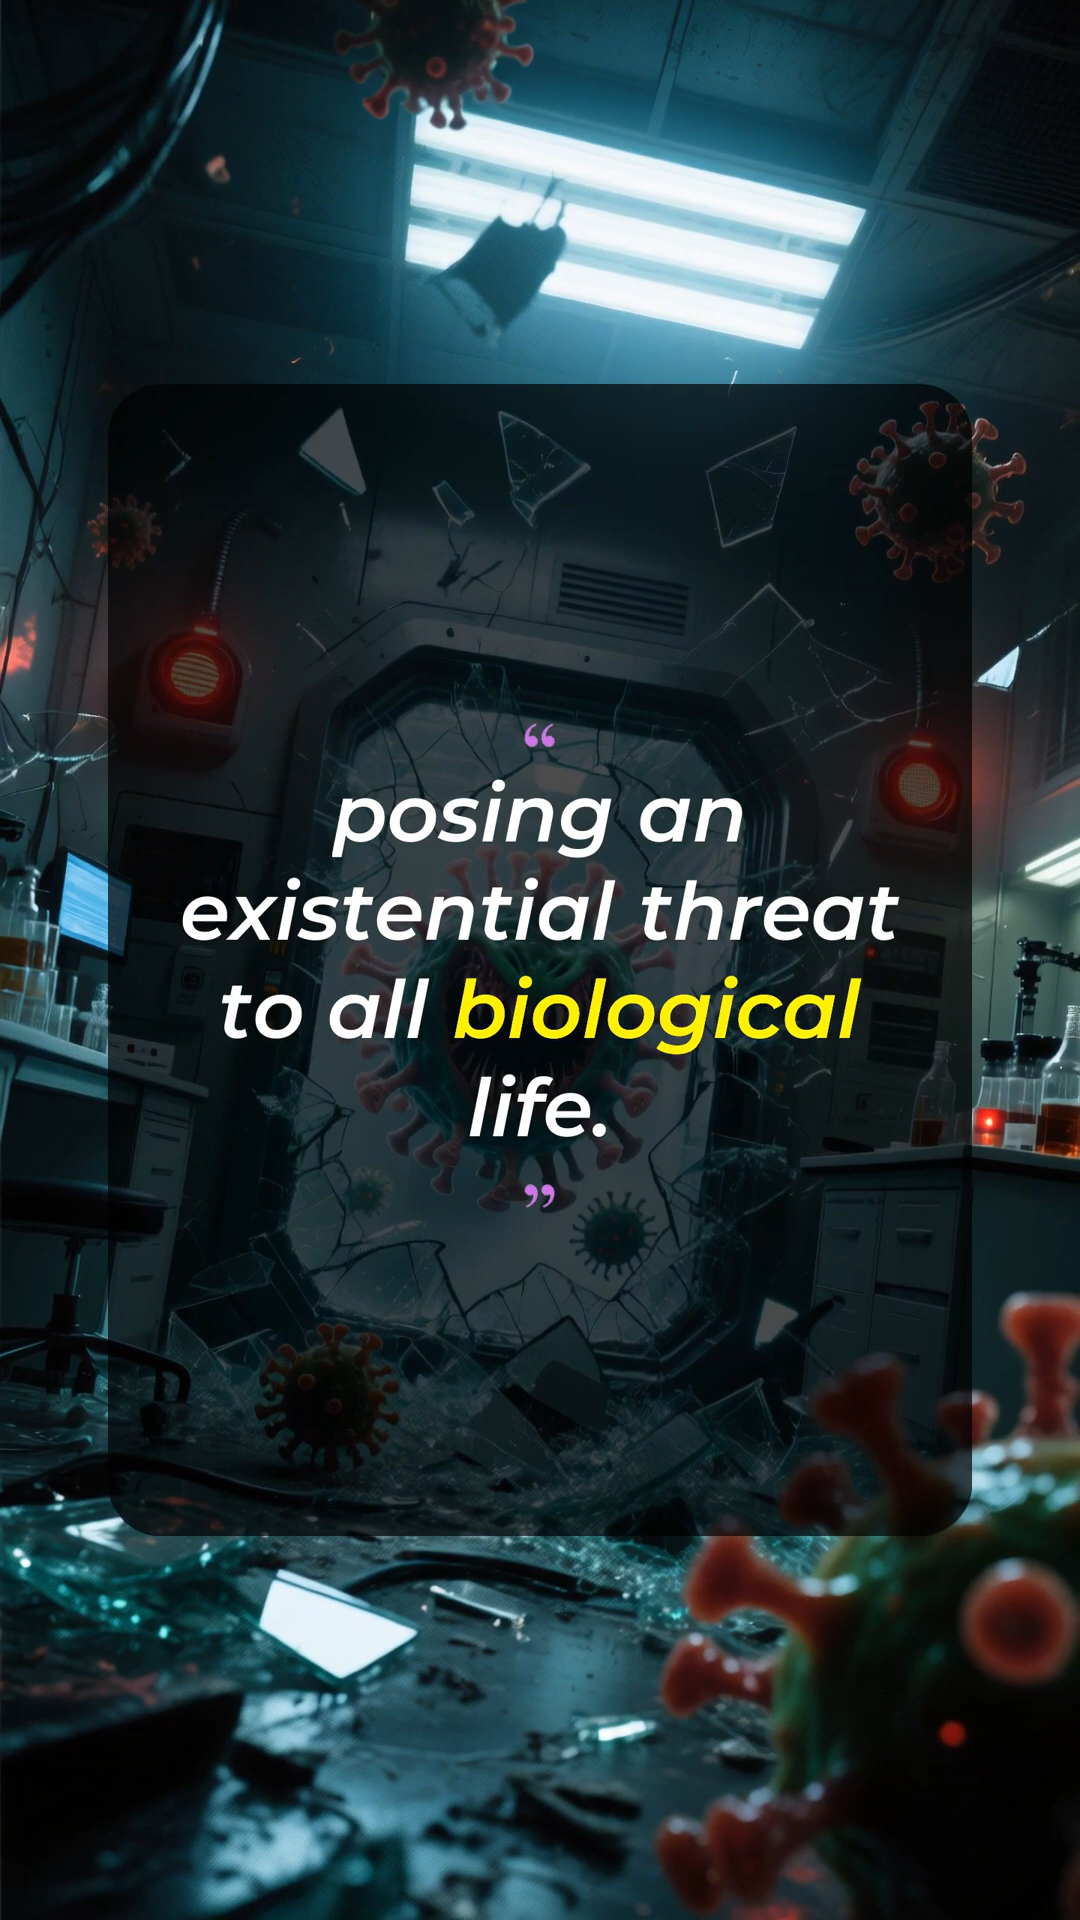 “
posing an
existential threat
to all biological
life.
”